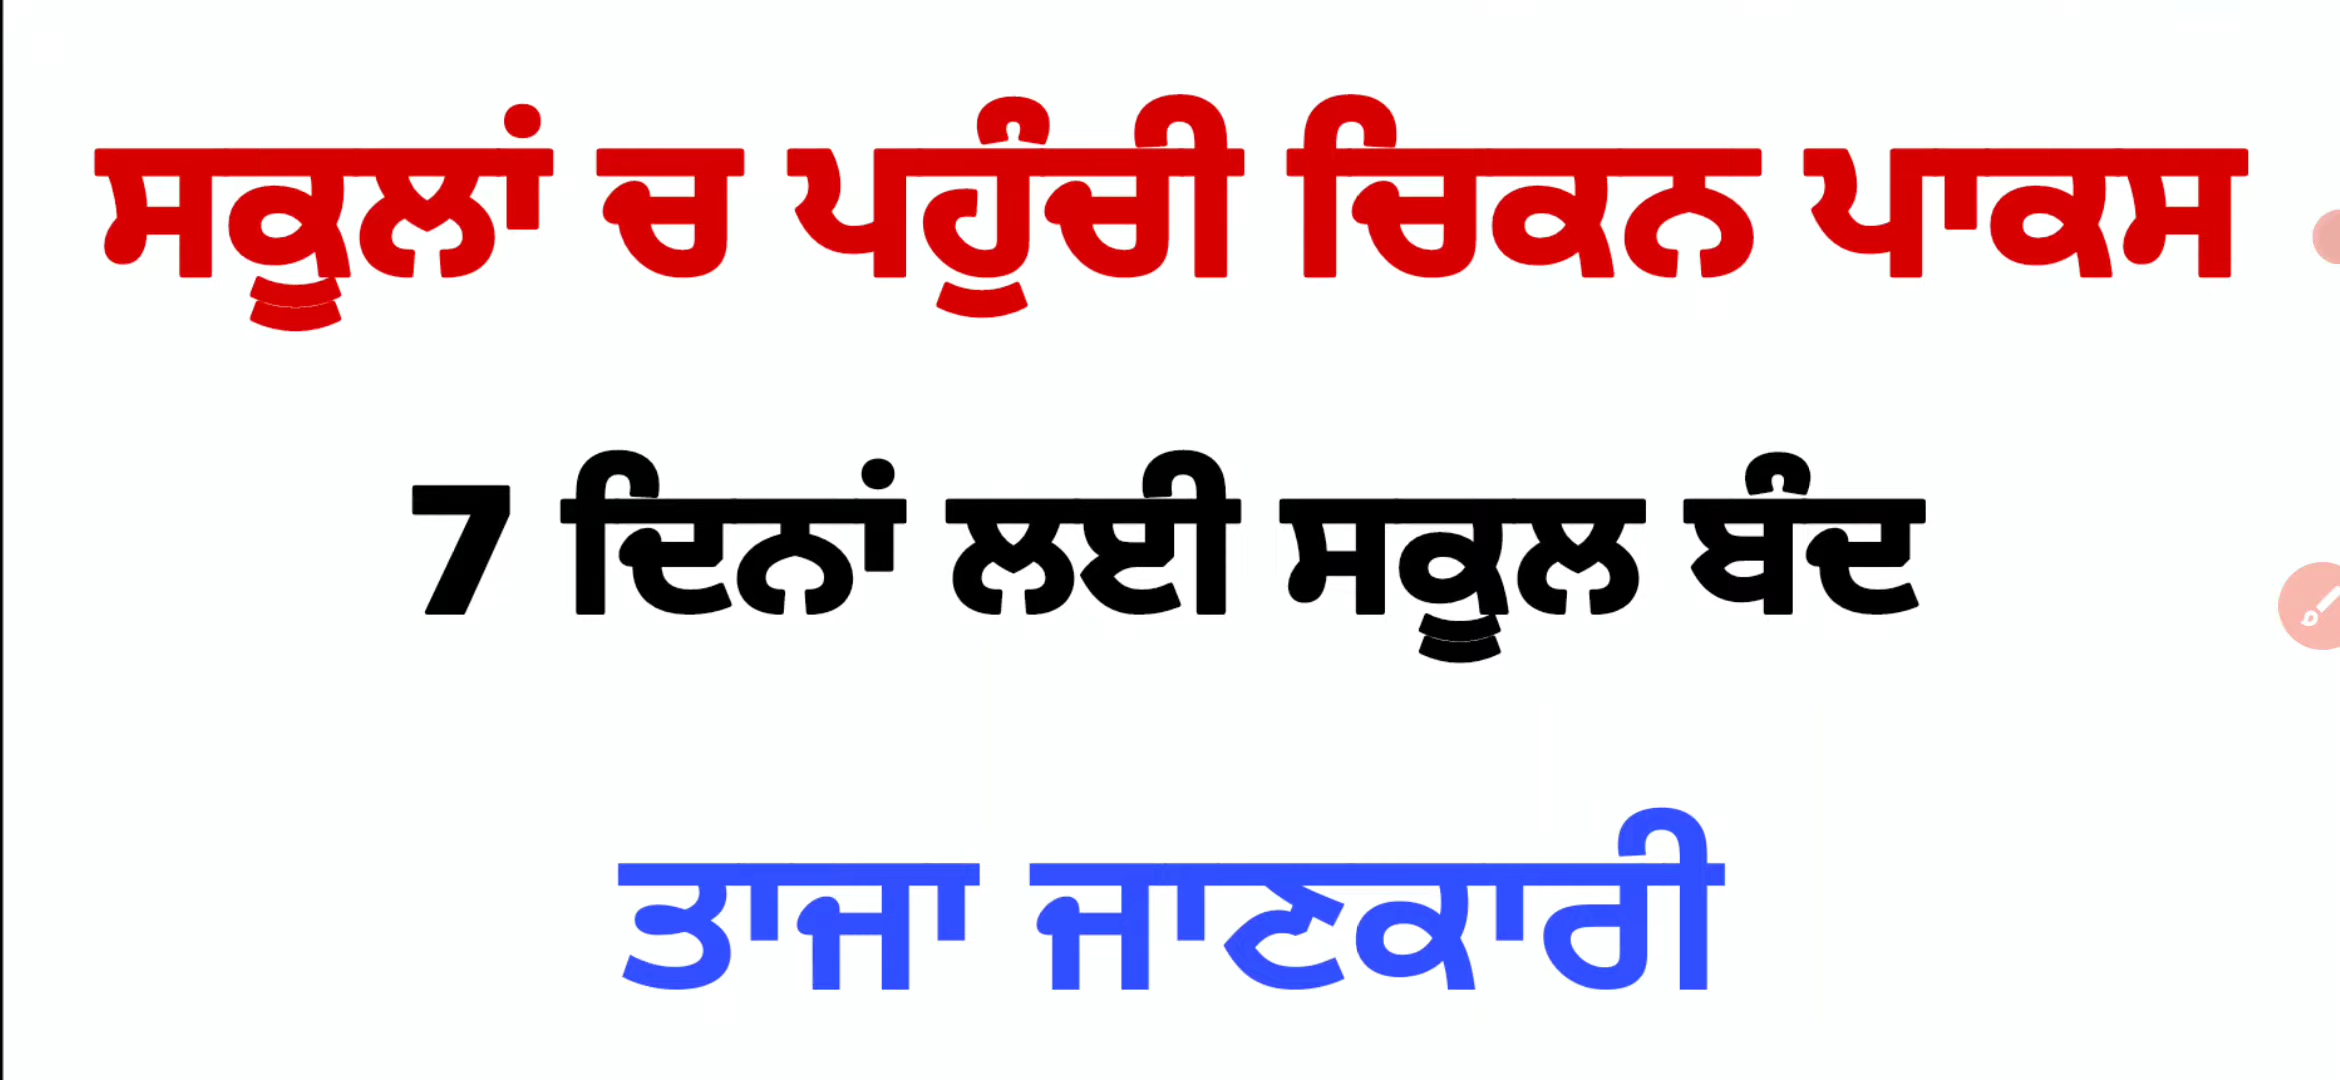 ਸਕੂਲਾਂ ਚ ਪਹੁੰਚੀ ਚਿਕਨ ਪਾਕਸ
7 ਦਿਨਾਂ ਲਈ ਸਕੂਲ ਬੰਦ
ਤਾਜਾ ਜਾਣਕਾਰੀ